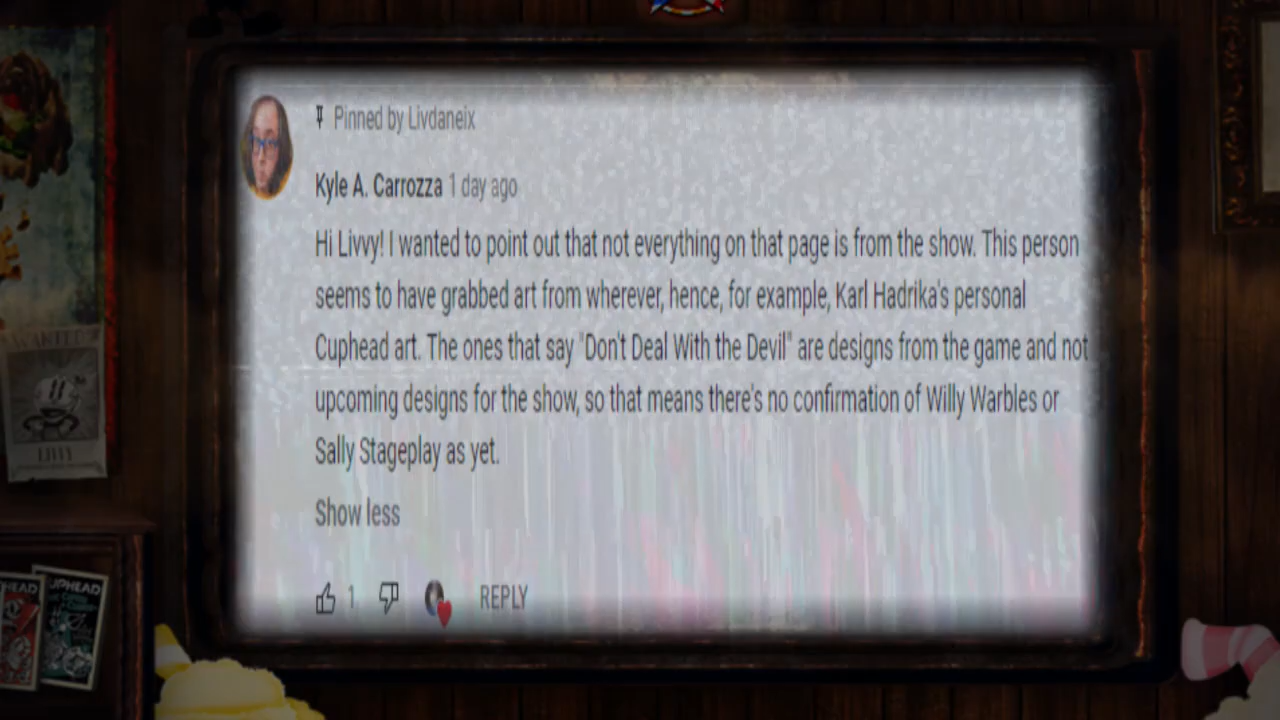 Pinned by Livdaneix
Kyle A. Carrozza 1 day ago
Hi Livvy! I wanted to point out that not everything on that page is from the show. This person
seems to have grabbed art from wherever, hence, for example, Karl Hadrika's personal
Cuphead art. The ones that say "Don't Deal With the Devil" are designs from the game and not
upcoming designs for the show, so that means there's no confirmation of Willy Warbles or
Sally Stageplay as yet.
Show less
1
REPLY
WANTED
LIVVY